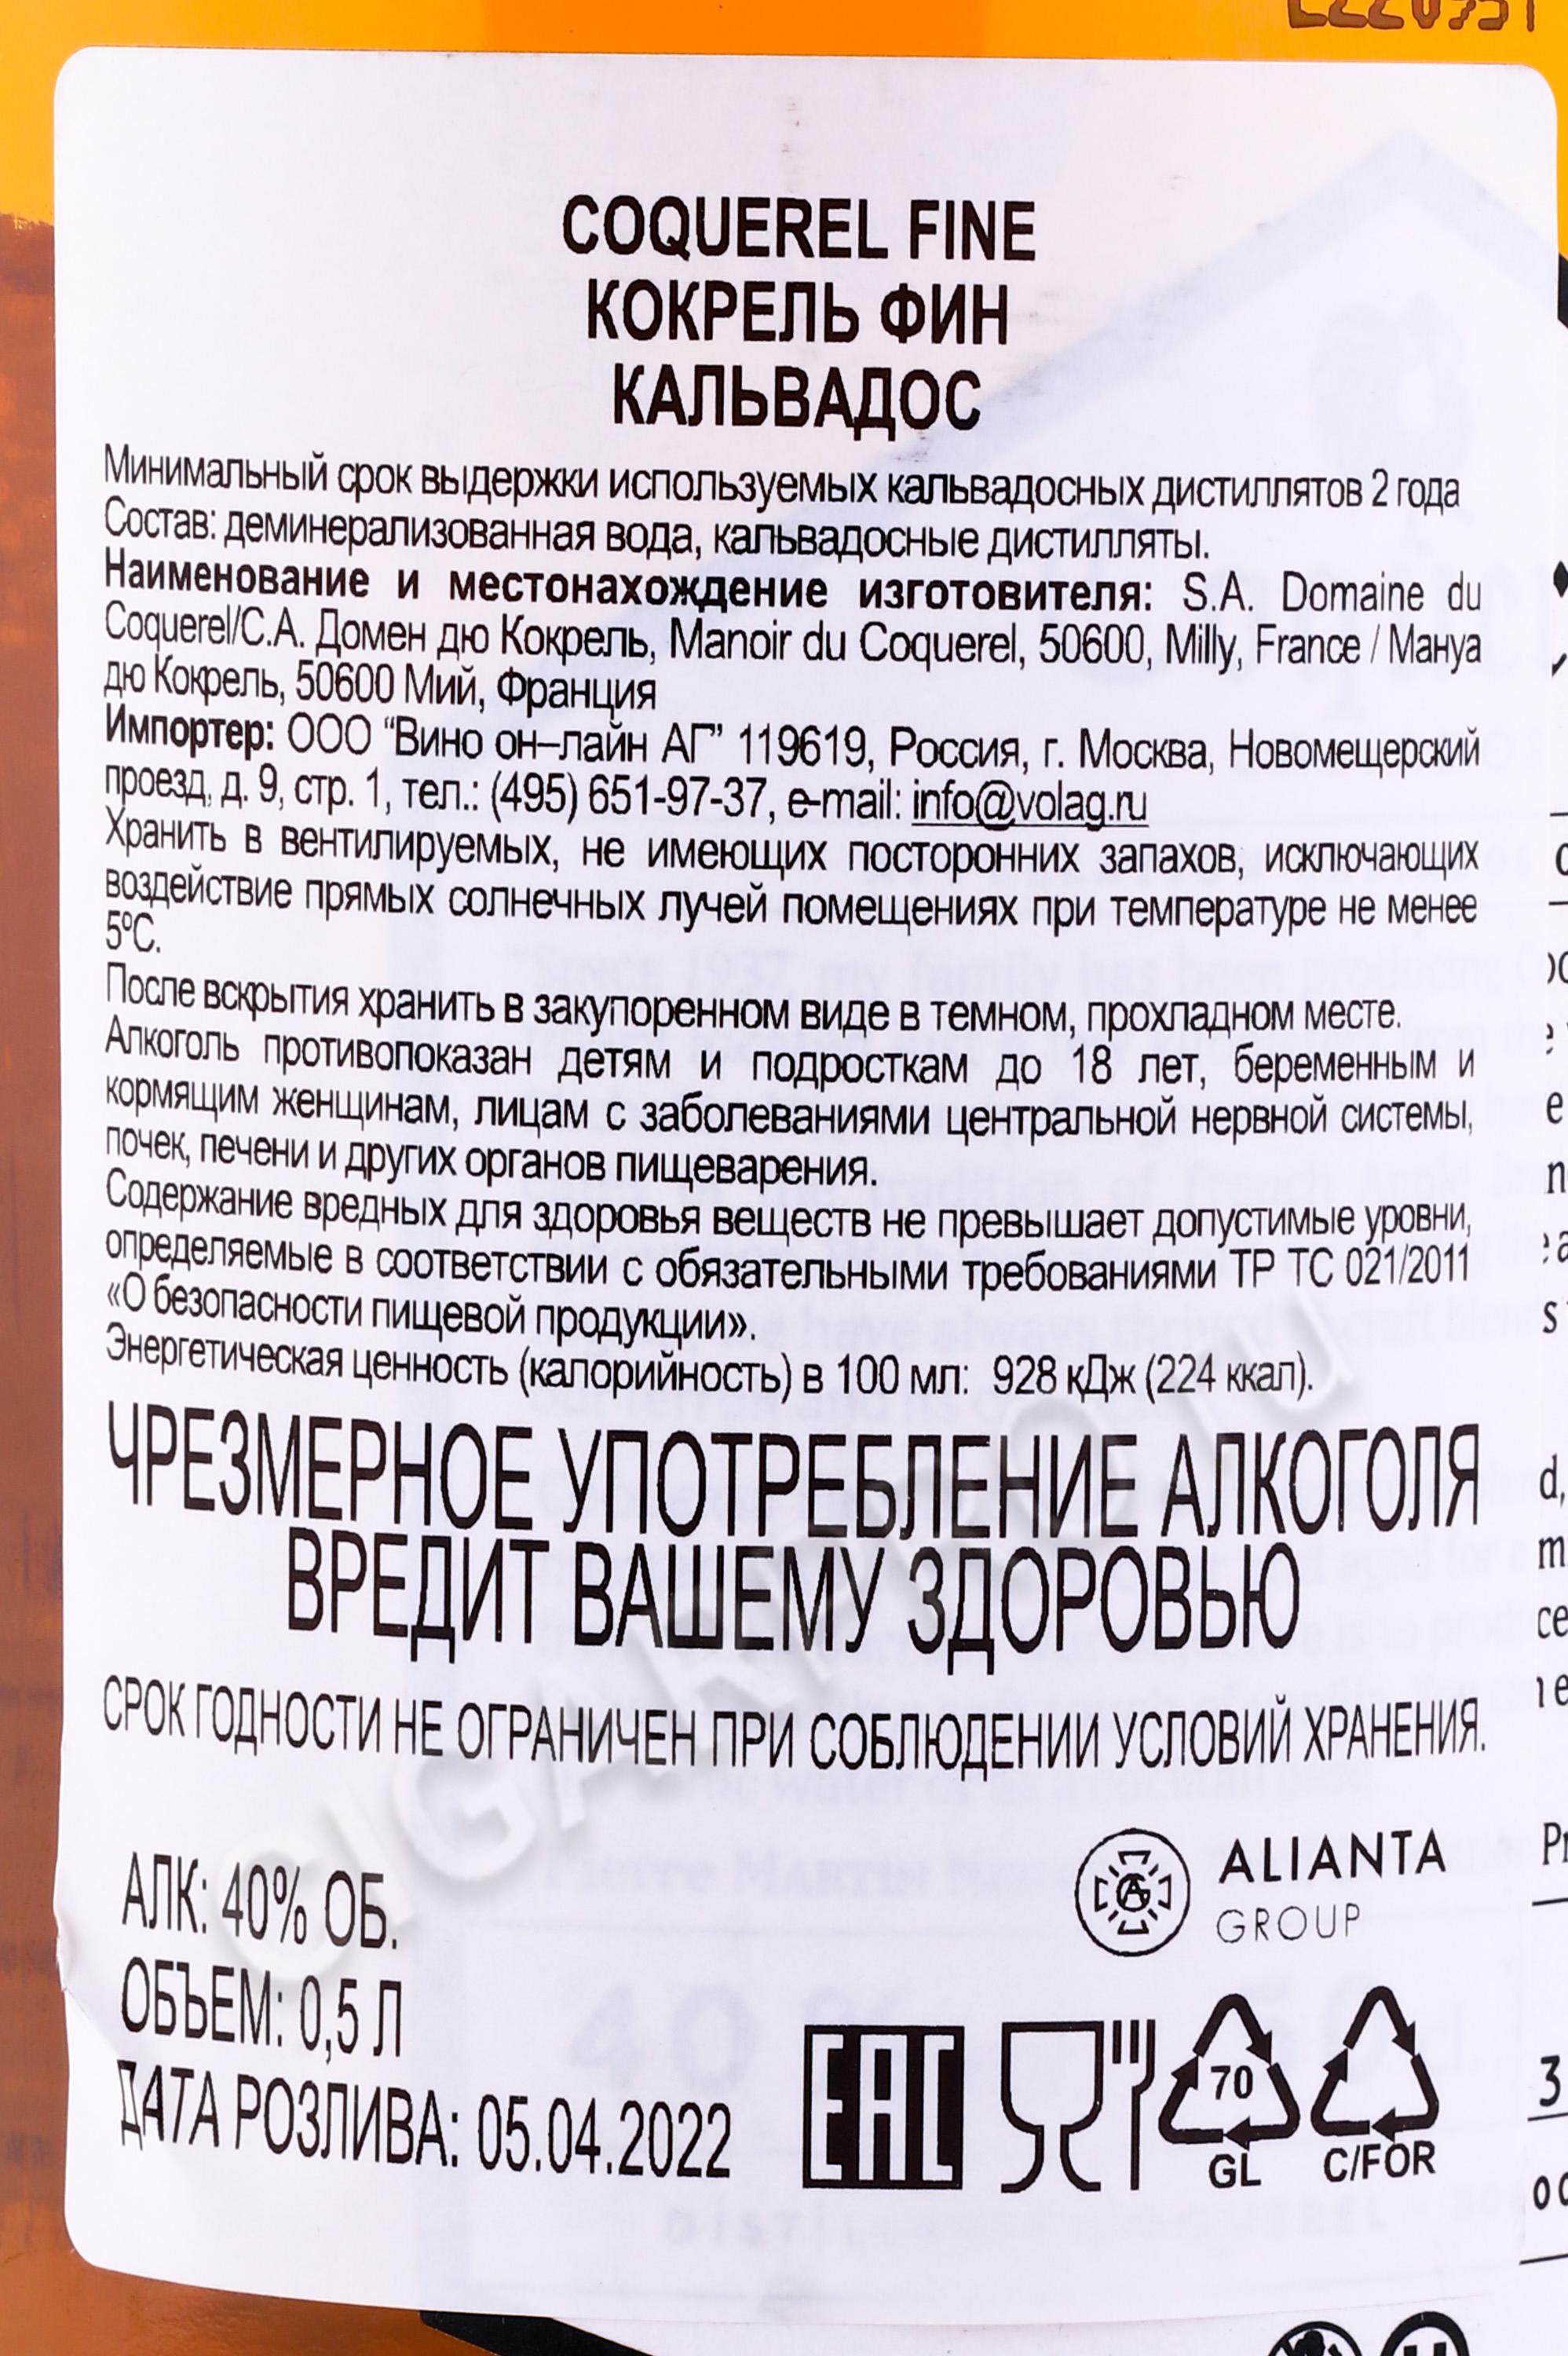 COQUEREL FINE
КОКРЕЛЬ ФИН
КАЛЬВАДОС
Минимальный срок выдержки используемых кальвадосных дистиллятов 2 года
Состав: деминерализованная вода, кальвадосные дистилляты.
Наименование и местонахождение изготовителя: S.A. Domaine du
Coquerel/C.A. Домен дю Кокрель, Manoir du Coquerel, 50600, Milly, France / Мануа
дю Кокрель, 50600 Мий, Франция
Импортер: ООО “Вино он–лайн АГ” 119619, Россия, г. Москва, Новомещерский
проезд, д. 9, стр. 1, тел.: (495) 651-97-37, e-mail: info@volag.ru
Хранить в вентилируемых, не имеющих посторонних запахов, исключающих
воздействие прямых солнечных лучей помещениях при температуре не менее
5ºС.
После вскрытия хранить в закупоренном виде в темном, прохладном месте.
Алкоголь противопоказан детям и подросткам до 18 лет, беременным и
кормящим женщинам, лицам с заболеваниями центральной нервной системы,
почек, печени и других органов пищеварения.
Содержание вредных для здоровья веществ не превышает допустимые уровни,
определяемые в соответствии с обязательными требованиями ТР ТС 021/2011
«О безопасности пищевой продукции».
Энергетическая ценность (калорийность) в 100 мл: 928 кДж (224 ккал).
ЧРЕЗМЕРНОЕ УПОТРЕБЛЕНИЕ АЛКОГОЛЯ
ВРЕДИТ ВАШЕМУ ЗДОРОВЬЮ
СРОК ГОДНОСТИ НЕ ОГРАНИЧЕН ПРИ СОБЛЮДЕНИИ УСЛОВИЙ ХРАНЕНИЯ.
ALIANTA
GROUP
АЛК: 40% ОБ.
ОБЪЕМ: 0,5 Л
ДАТА РОЗЛИВА: 05.04.2022
EAC
70
GL
C/FOR
CIGARPRO.ru